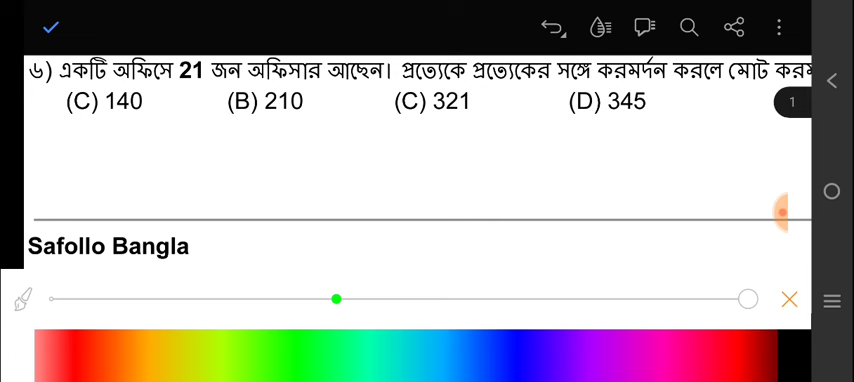 ৬) একটি অফিসে 21 জন অফিসার আছেন। প্রত্যেকে প্রত্যেকের সঙ্গে করমর্দন করলে মোট
(C) 140 (B) 210 (C) 321 (D) 345
1
Safollo Bangla